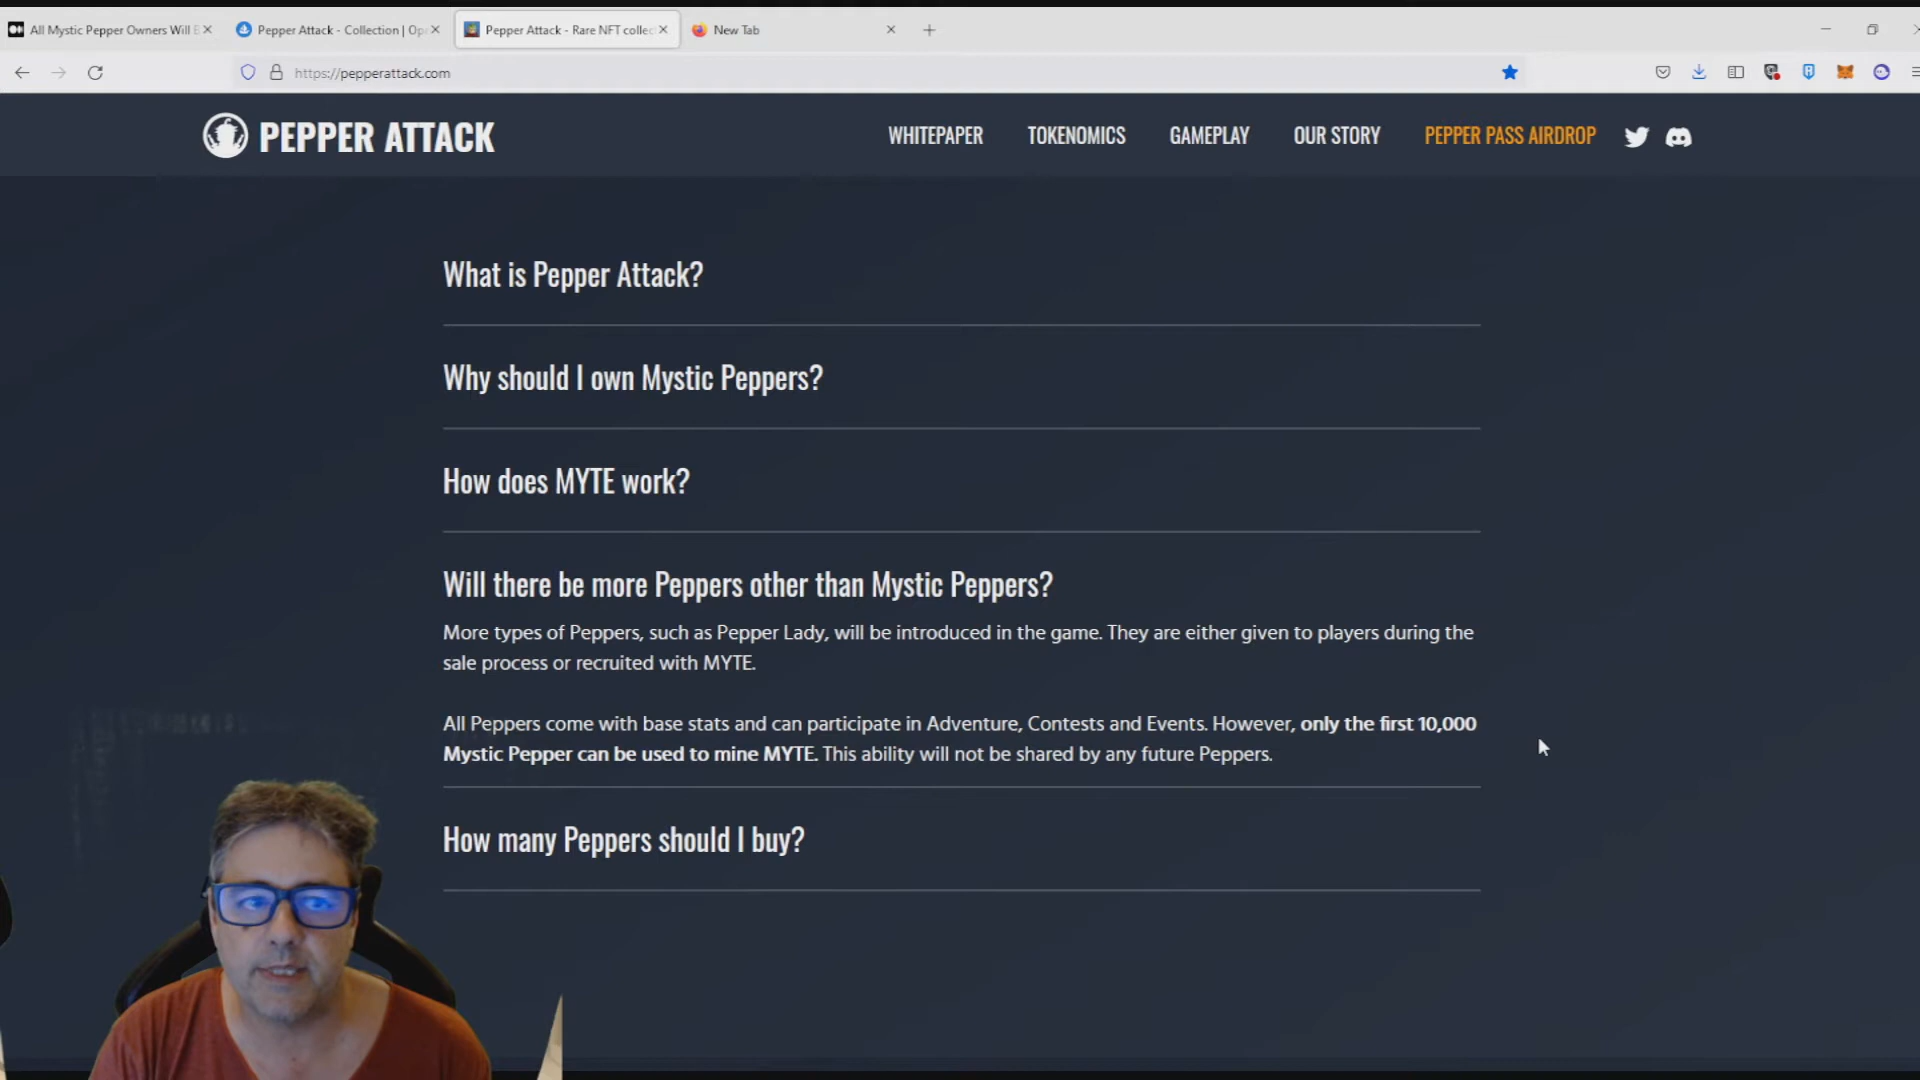 All Mystic Pepper Owners Will E
Pepper Attack - Collection | Ope
Pepper Attack - Rare NFT collec
New Tab
https://pepperattack.com
PEPPER ATTACK
WHITEPAPER
TOKENOMICS
GAMEPLAY
OUR STORY
PEPPER PASS AIRDROP
What is Pepper Attack?
Why should I own Mystic Peppers?
How does MYTE work?
Will there be more Peppers other than Mystic Peppers?
More types of Peppers, such as Pepper Lady, will be introduced in the game. They are either given to players during the
sale process or recruited with MYTE.
All Peppers come with base stats and can participate in Adventure, Contests and Events. However, only the first 10,000
Mystic Pepper can be used to mine MYTE. This ability will not be shared by any future Peppers.
How many Peppers should I buy?